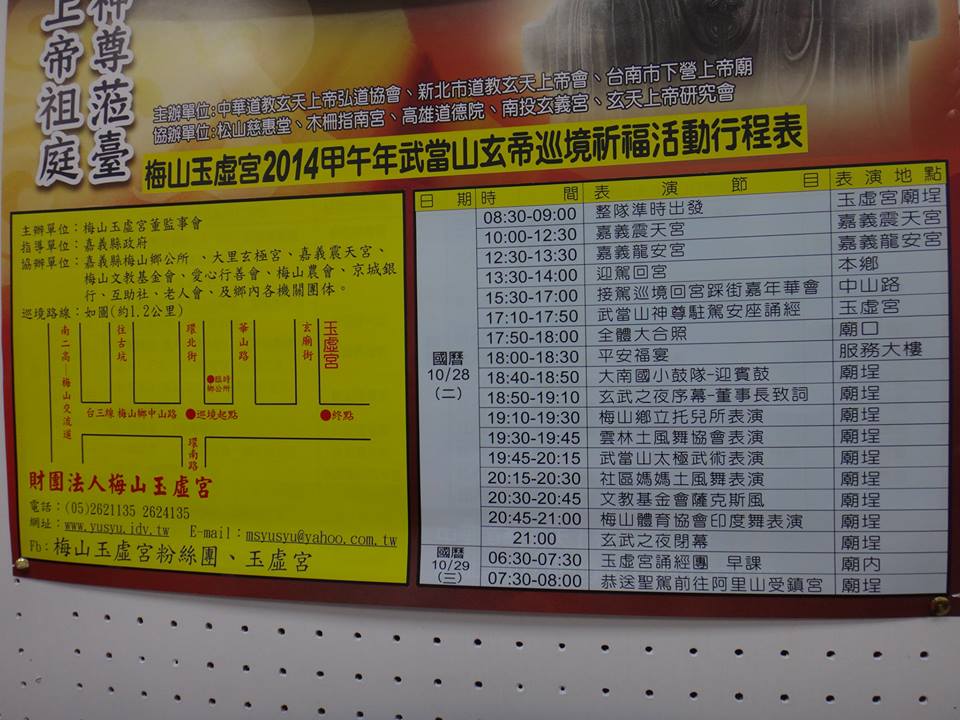 神尊蒞臺
上帝祖庭
主辦單位:中華道教玄天上帝弘道協會、新北市道教玄天上帝會、台南市下營上帝廟
協辦單位:松山慈惠堂、木柵指南宮、高雄道德院、南投玄義宮、玄天上帝研究會
梅山玉虛宮2014甲午年武當山玄帝巡境祈福活動行程表
主辦單位：梅山玉虛宮董監事會
指導單位：嘉義縣政府
協辦單位：嘉義縣梅山鄉公所、大里玄極宮、嘉義震天宮、
梅山文教基金會、愛心行善會、梅山農會、京城銀
行、互助社、老人會、及鄉內各機關團体。
巡境路線：如圖(約1.2公里)
南二高—梅山交流道
往古坑
環北街
華山路
玄廟街
玉虛宮
●臨時鄉公所
台三線 梅山鄉中山路 ●巡境起點 ●終點
環南路
財團法人梅山玉虛宮
電話：(05)2621135 2624135
網址：www.yusyu.idv.tw E-mail：msyusyu@yahoo.com.tw
Fb：梅山玉虛宮粉絲團、玉虛宮
日期 時間 表演節目 表演地點
國曆 10/28 (二)
08:30-09:00 整隊準時出發 玉虛宮廟埕
10:00-12:30 嘉義震天宮 嘉義震天宮
12:30-13:30 嘉義龍安宮 嘉義龍安宮
13:30-14:00 迎駕回宮 本鄉
15:30-17:00 接駕巡境回宮踩街嘉年華會 中山路
17:10-17:50 武當山神尊駐駕安座誦經 玉虛宮
17:50-18:00 全體大合照 廟口
18:00-18:30 平安福宴 服務大樓
18:40-18:50 大南國小鼓隊-迎賓鼓 廟埕
18:50-19:10 玄武之夜序幕-董事長致詞 廟埕
19:10-19:30 梅山鄉立托兒所表演 廟埕
19:30-19:45 雲林土風舞協會表演 廟埕
19:45-20:15 武當山太極武術表演 廟埕
20:15-20:30 社區媽媽土風舞表演 廟埕
20:30-20:45 文教基金會薩克斯風 廟埕
20:45-21:00 梅山體育協會印度舞表演 廟埕
21:00 玄武之夜閉幕 廟埕
國曆 10/29 (三)
06:30-07:30 玉虛宮誦經團 早課 廟內
07:30-08:00 恭送聖駕前往阿里山受鎮宮 廟埕